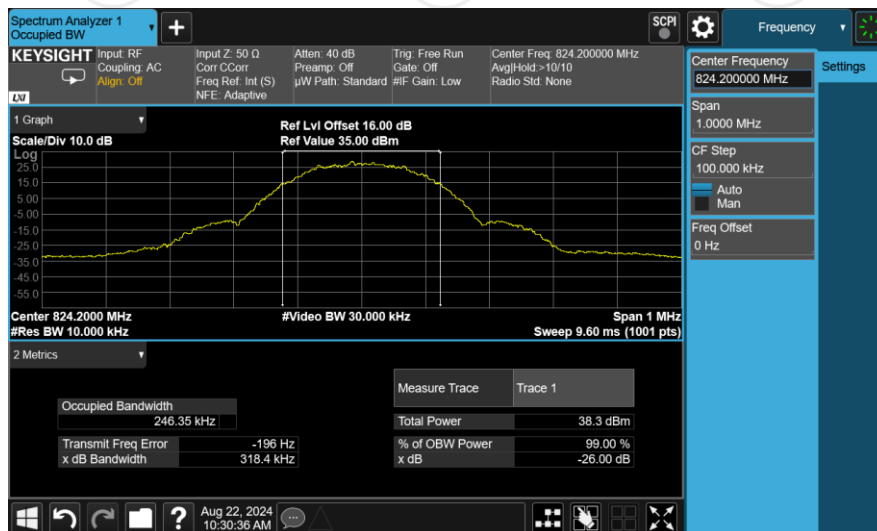 Spectrum Analyzer 1
Occupied BW
SCPI
Frequency
KEYSIGHT
LXI
Input: RF
Coupling: AC
Align: Off
Input Z: 50 Ω
Corr CCorr
Freq Ref: Int (S)
NFE: Adaptive
Atten: 40 dB
Preamp: Off
µW Path: Standard
Trig: Free Run
Gate: Off
#IF Gain: Low
Center Freq: 824.200000 MHz
Avg|Hold:>10/10
Radio Std: None
Center Frequency
824.200000 MHz
Settings
Span
1.0000 MHz
CF Step
100.000 kHz
Auto
Man
Freq Offset
0 Hz
1 Graph
Scale/Div 10.0 dB
Ref Lvl Offset 16.00 dB
Ref Value 35.00 dBm
Log
25.0
15.0
5.00
-5.00
-15.0
-25.0
-35.0
-45.0
-55.0
Center 824.2000 MHz
#Video BW 30.000 kHz
Span 1 MHz
#Res BW 10.000 kHz
Sweep 9.60 ms (1001 pts)
2 Metrics
Measure Trace Trace 1
Occupied Bandwidth
246.35 kHz
Total Power 38.3 dBm
Transmit Freq Error -196 Hz
% of OBW Power 99.00 %
x dB Bandwidth 318.4 kHz
x dB -26.00 dB
?
Aug 22, 2024
10:30:36 AM